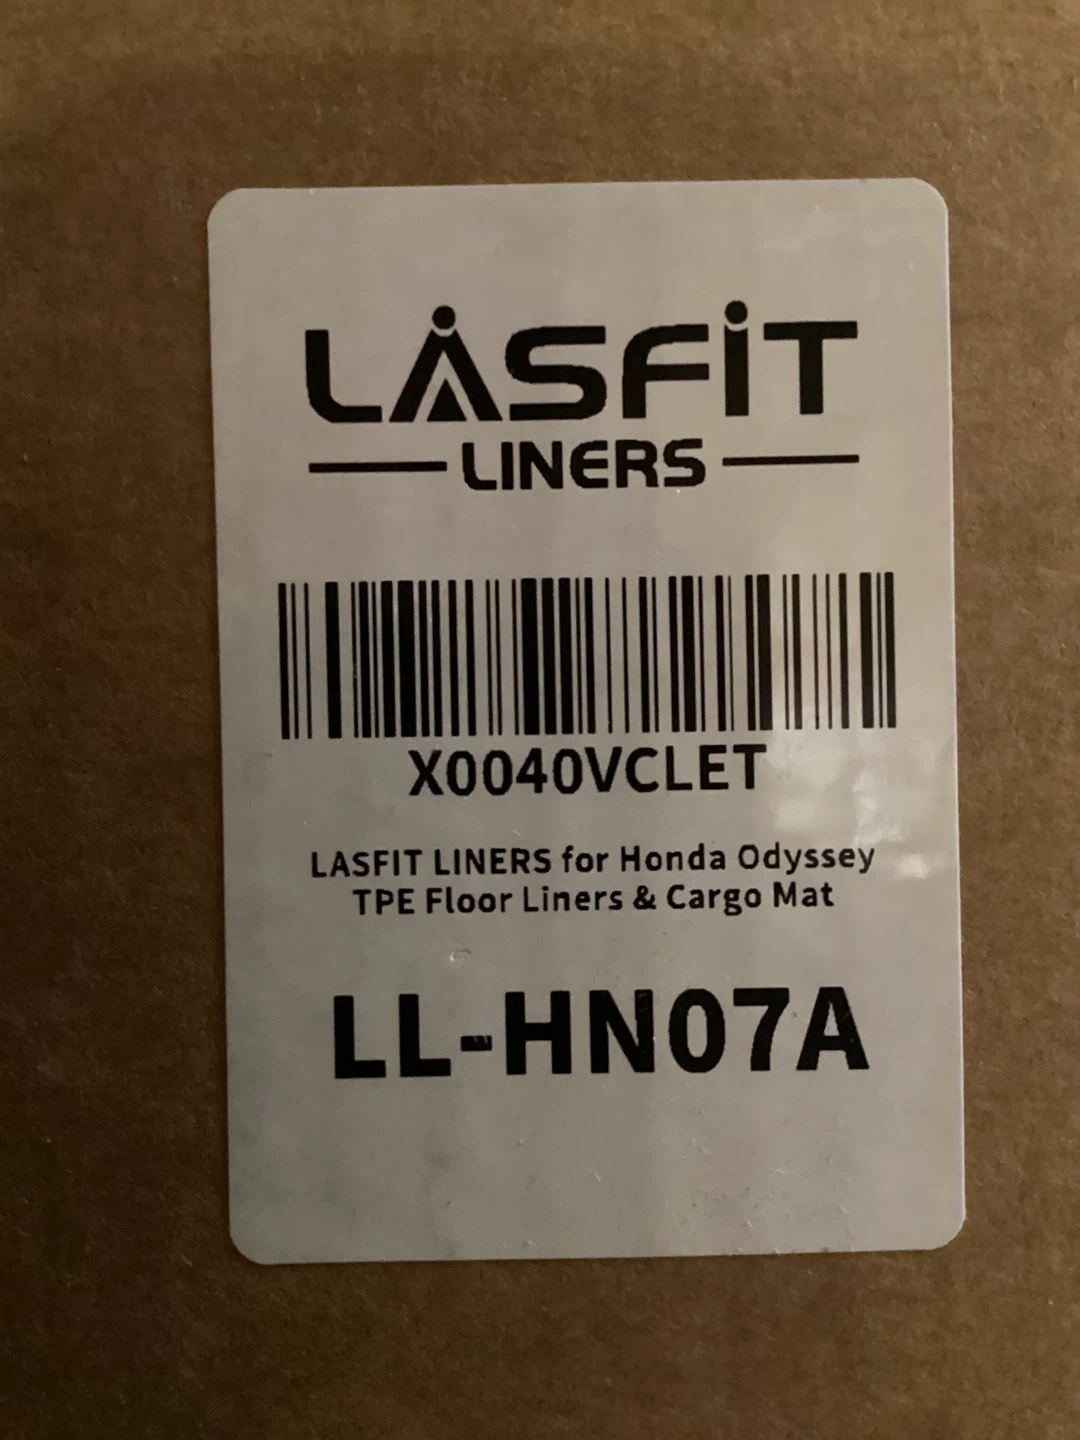 LASFIT
LINERS
X0040VCLET
LASFIT LINERS for Honda Odyssey
TPE Floor Liners & Cargo Mat
LL-HN07A